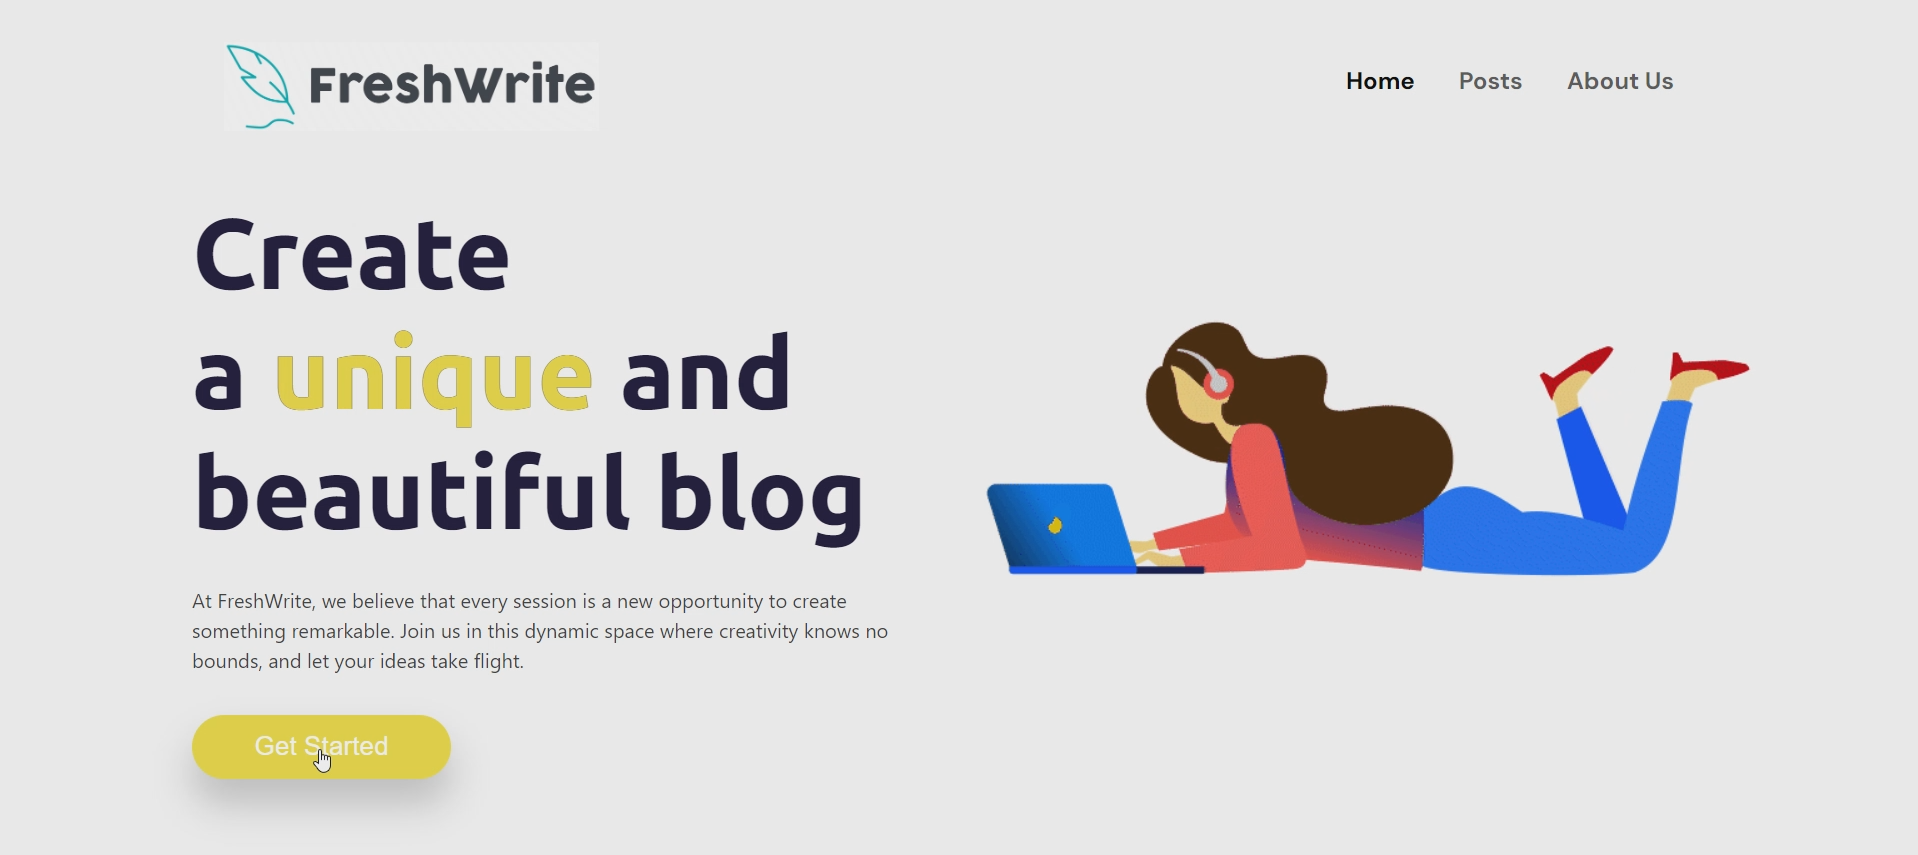 FreshWrite
Home
Posts
About Us
Create
a unique and
beautiful blog
At FreshWrite, we believe that every session is a new opportunity to create
something remarkable. Join us in this dynamic space where creativity knows no
bounds, and let your ideas take flight.
Get Started